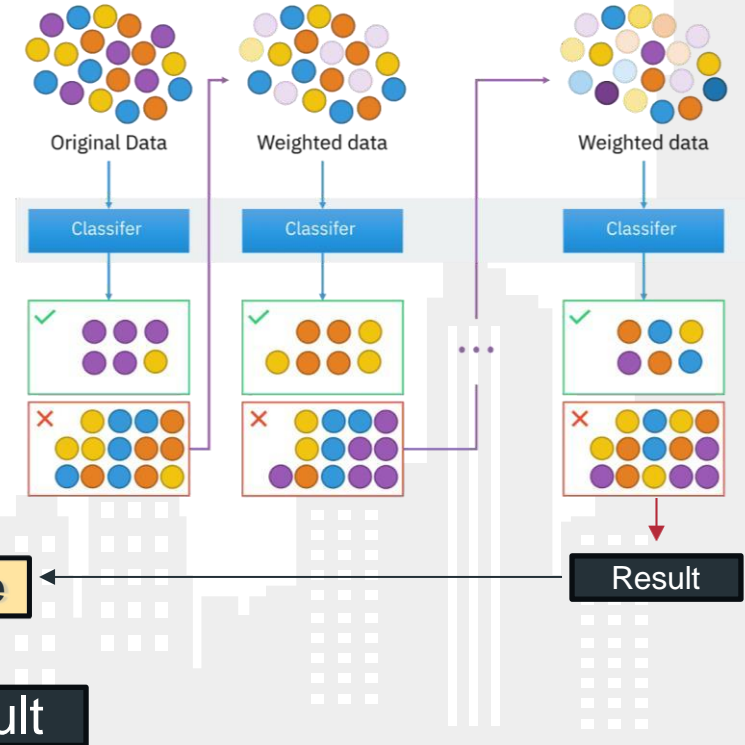 Original Data
Weighted data
Weighted data
Classifer
Classifer
Classifer
Result